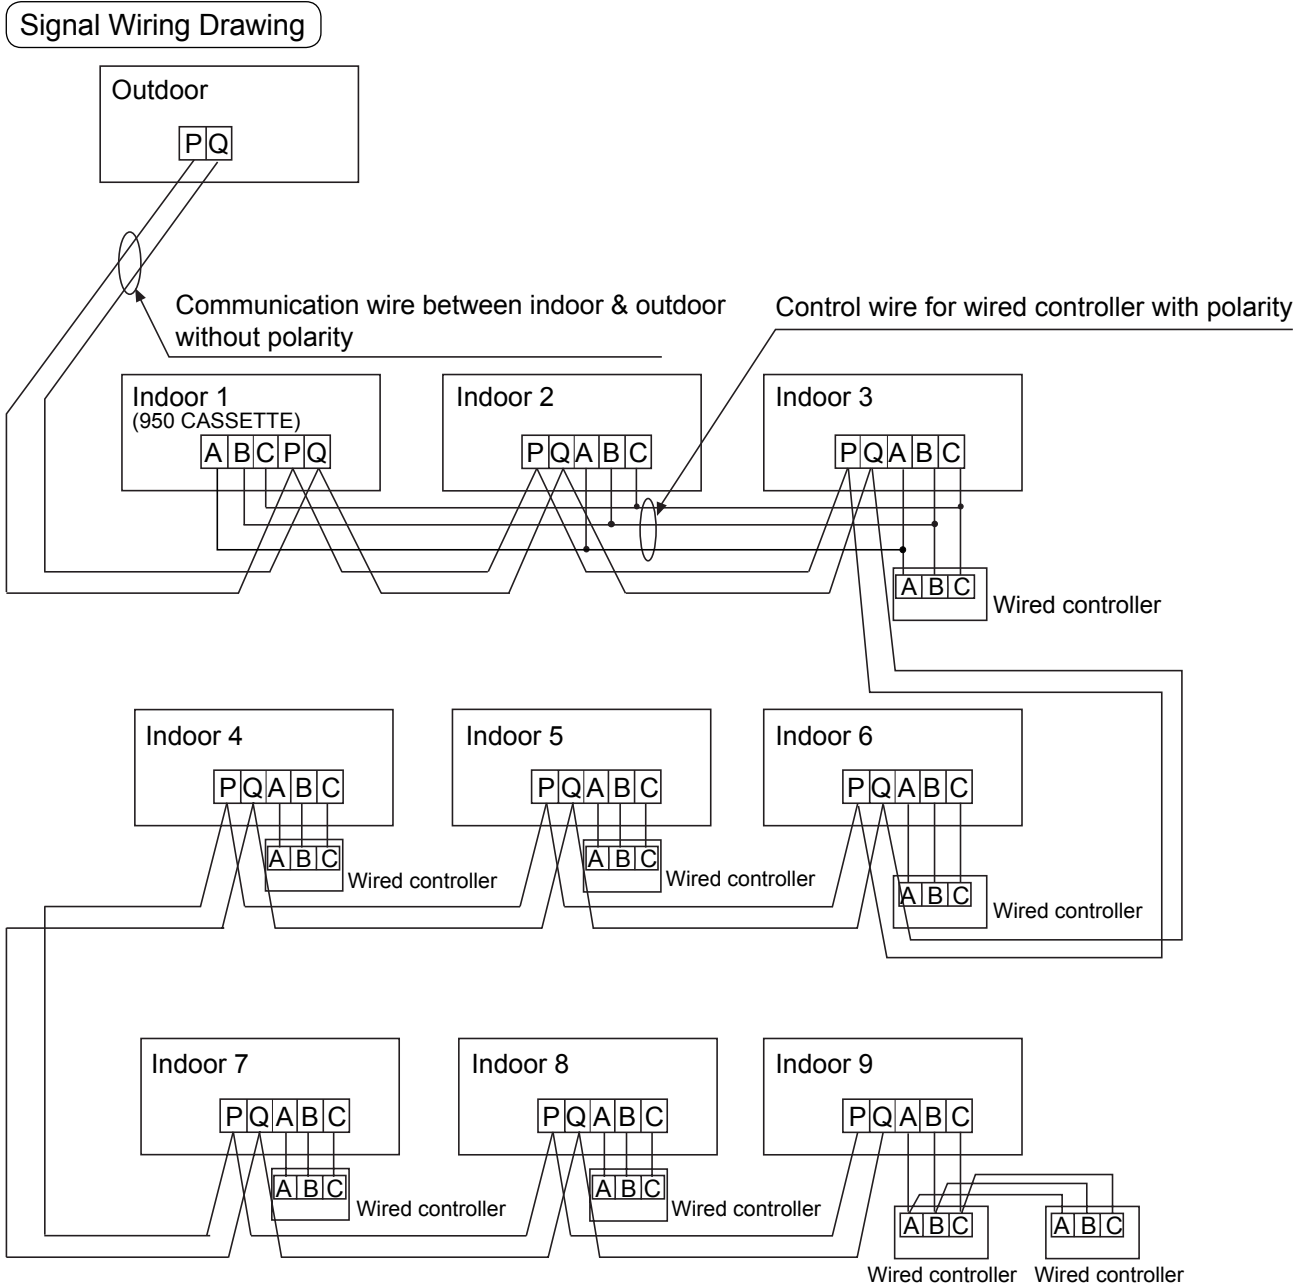 Signal Wiring Drawing
Outdoor
P Q
Communication wire between indoor & outdoor
without polarity
Control wire for wired controller with polarity
Indoor 1
(950 CASSETTE)
A B C P Q
Indoor 2
P Q A B C
Indoor 3
P Q A B C
A B C
Wired controller
Indoor 4
P Q A B C
A B C
Wired controller
Indoor 5
P Q A B C
A B C
Wired controller
Indoor 6
P Q A B C
A B C
Wired controller
Indoor 7
P Q A B C
A B C
Wired controller
Indoor 8
P Q A B C
A B C
Wired controller
Indoor 9
P Q A B C
A B C
Wired controller
A B C
Wired controller